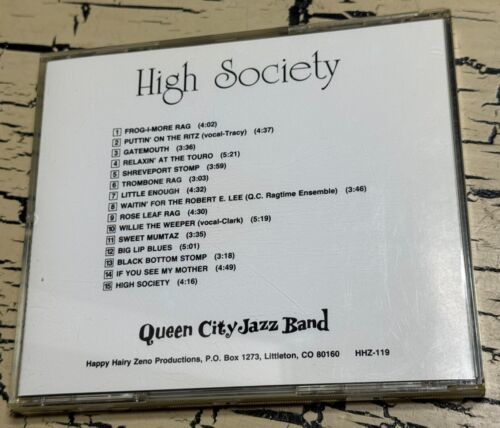 High Society
1 FROG-I-MORE RAG (4:02)
2 PUTTIN' ON THE RITZ (vocal-Tracy) (4:37)
3 GATEMOUTH (3:36)
4 RELAXIN' AT THE TOURO (5:21)
5 SHREVEPORT STOMP (3:59)
6 TROMBONE RAG (3:03)
7 LITTLE ENOUGH (4:32)
8 WAITIN' FOR THE ROBERT E. LEE (Q.C. Ragtime Ensemble) (3:46)
9 ROSE LEAF RAG (4:30)
10 WILLIE THE WEEPER (vocal-Clark) (5:19)
11 SWEET MUMTAZ (3:35)
12 BIG LIP BLUES (5:01)
13 BLACK BOTTOM STOMP (3:18)
14 IF YOU SEE MY MOTHER (4:49)
15 HIGH SOCIETY (4:16)
Queen City Jazz Band
Happy Hairy Zeno Productions, P.O. Box 1273, Littleton, CO 80160 HHZ-119